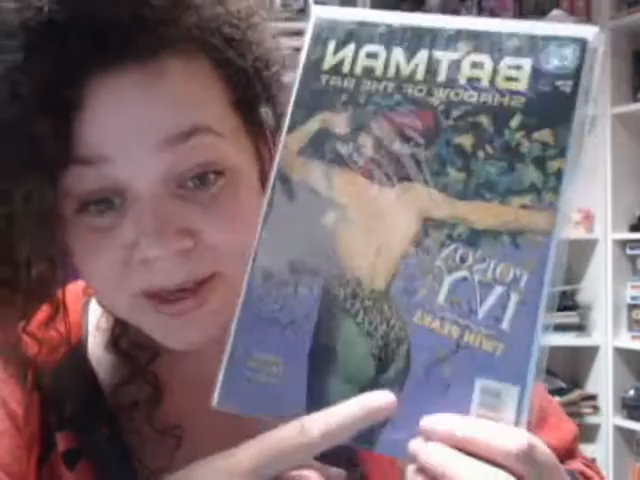 BATMAN
SHADOW OF THE BAT
POISON
IVY
TWIN PEAKS